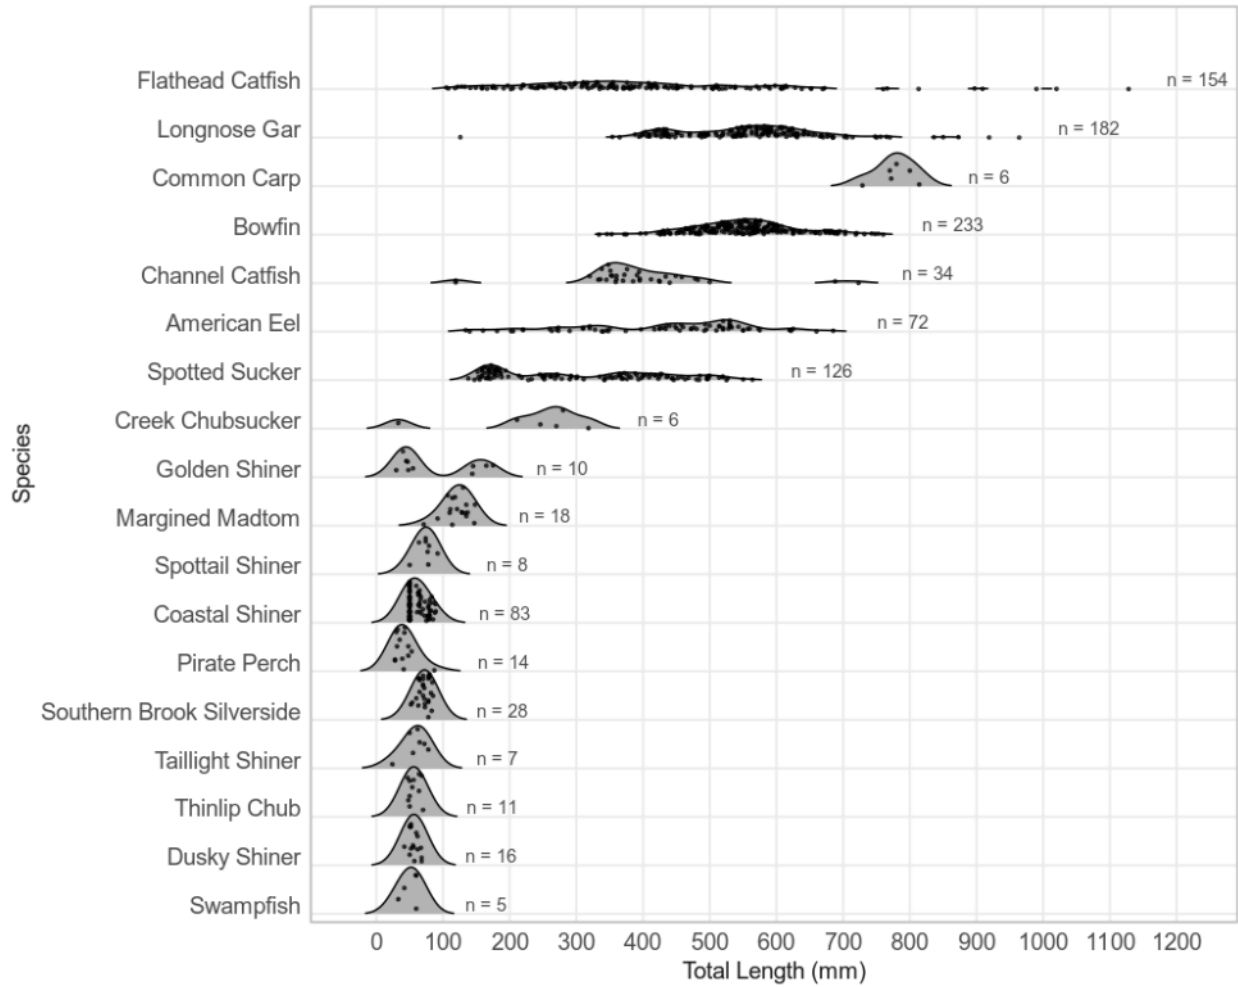 Flathead Catfish n = 154
Longnose Gar n = 182
Common Carp n = 6
Bowfin n = 233
Channel Catfish n = 34
American Eel n = 72
Spotted Sucker n = 126
Creek Chubsucker n = 6
Golden Shiner n = 10
Margined Madtom n = 18
Spottail Shiner n = 8
Coastal Shiner n = 83
Pirate Perch n = 14
Southern Brook Silverside n = 28
Taillight Shiner n = 7
Thinlip Chub n = 11
Dusky Shiner n = 16
Swampfish n = 5
Species
0 100 200 300 400 500 600 700 800 900 1000 1100 1200
Total Length (mm)